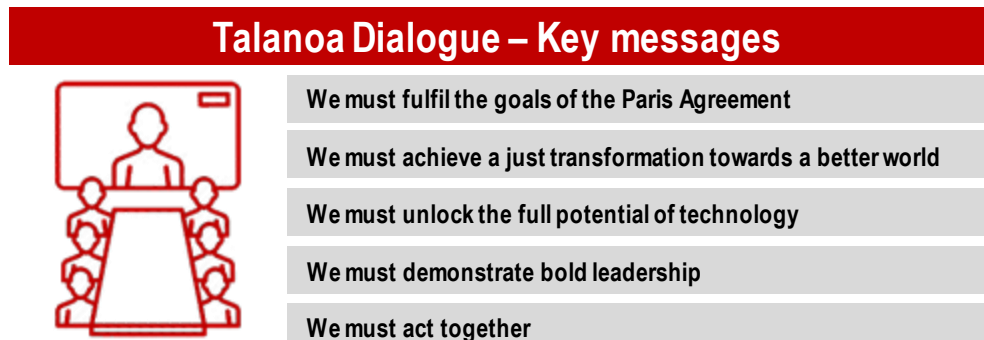 Talanoa Dialogue – Key messages
We must fulfil the goals of the Paris Agreement
We must achieve a just transformation towards a better world
We must unlock the full potential of technology
We must demonstrate bold leadership
We must act together